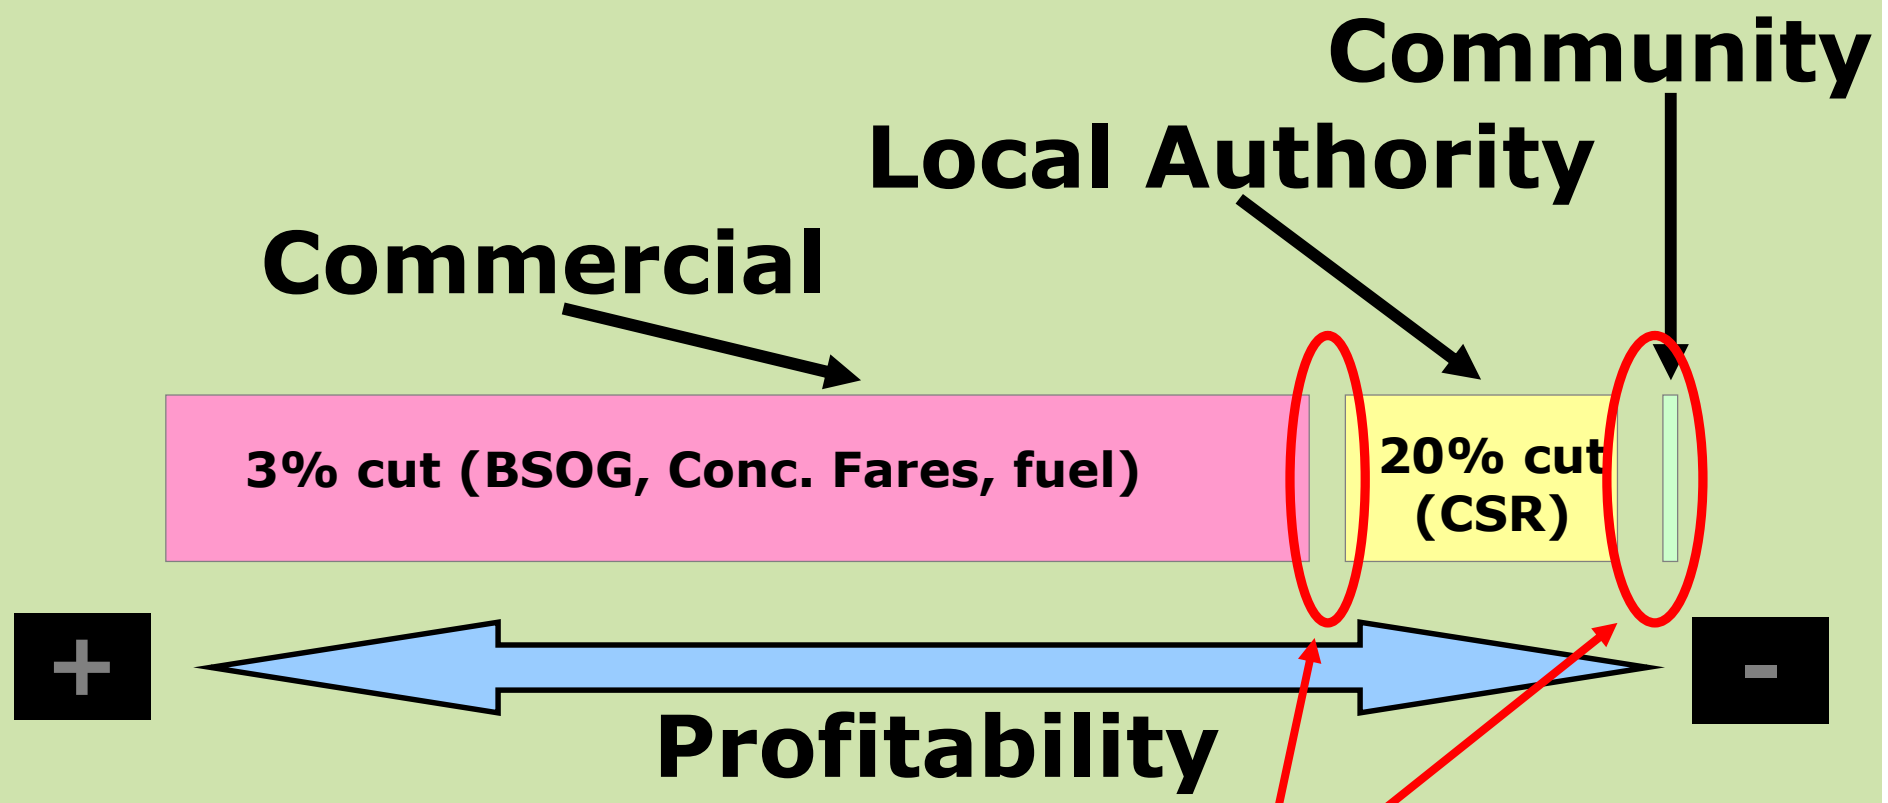 Community
Local Authority
Commercial
3% cut (BSOG, Conc. Fares, fuel)
20% cut
(CSR)
+
-
Profitability